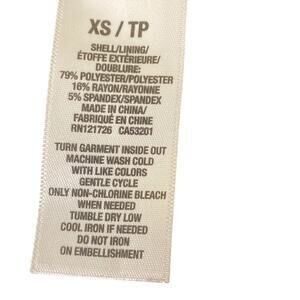 XS / TP
SHELL/LINING/
ÉTOFFE EXTÉRIEURE/
DOUBLURE:
79% POLYESTER/POLYESTER
16% RAYON/RAYONNE
5% SPANDEX/SPANDEX
MADE IN CHINA/
FABRIQUÉ EN CHINE
RN121726 CA53201
TURN GARMENT INSIDE OUT
MACHINE WASH COLD
WITH LIKE COLORS
GENTLE CYCLE
ONLY NON-CHLORINE BLEACH
WHEN NEEDED
TUMBLE DRY LOW
COOL IRON IF NEEDED
DO NOT IRON
ON EMBELLISHMENT